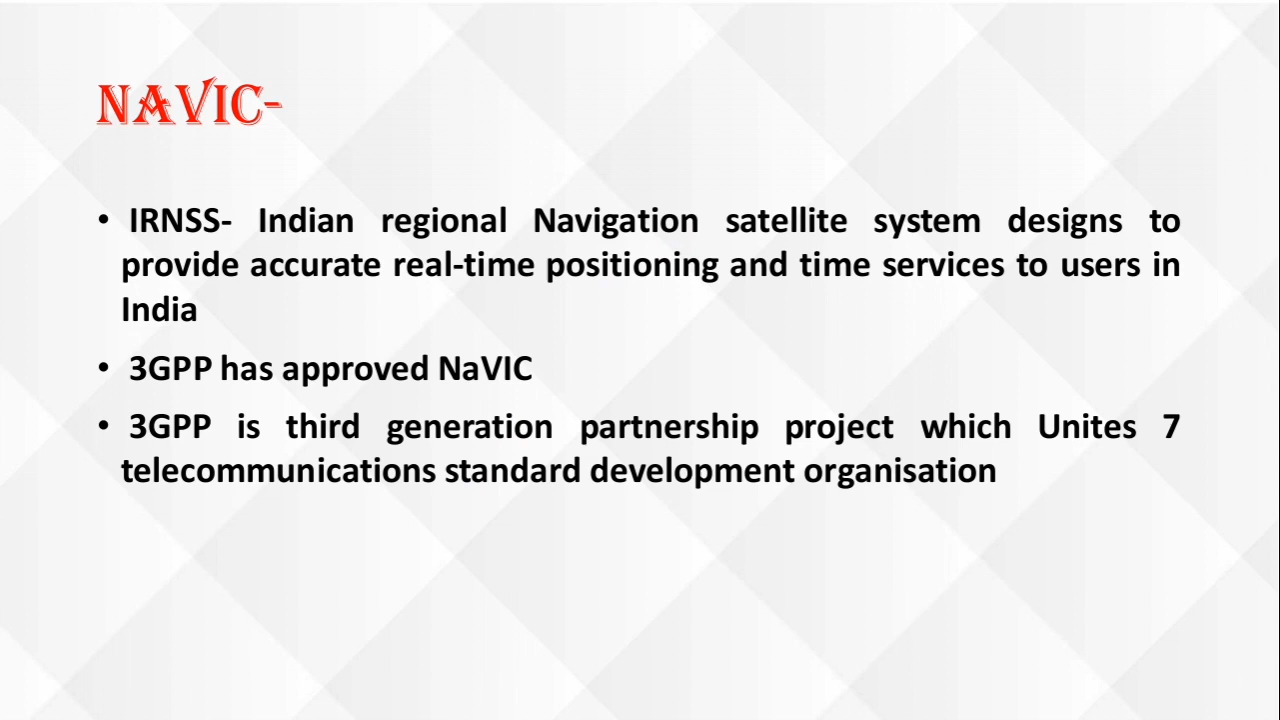 NAVIC-
• IRNSS- Indian regional Navigation satellite system designs to
provide accurate real-time positioning and time services to users in
India
• 3GPP has approved NaVIC
• 3GPP is third generation partnership project which Unites 7
telecommunications standard development organisation